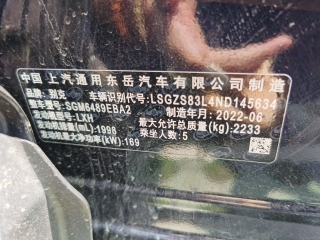 中国 上汽通用东岳汽车有限公司制造
品牌: 别克 车辆识别代号: LSGZS83L4ND145634
整车型号: SGM6489EBA2 制造年月: 2022-06
发动机型号: LXH 最大允许总质量(kg): 2233
发动机排量(mL): 1998 乘坐人数: 5
发动机最大净功率(kW): 169